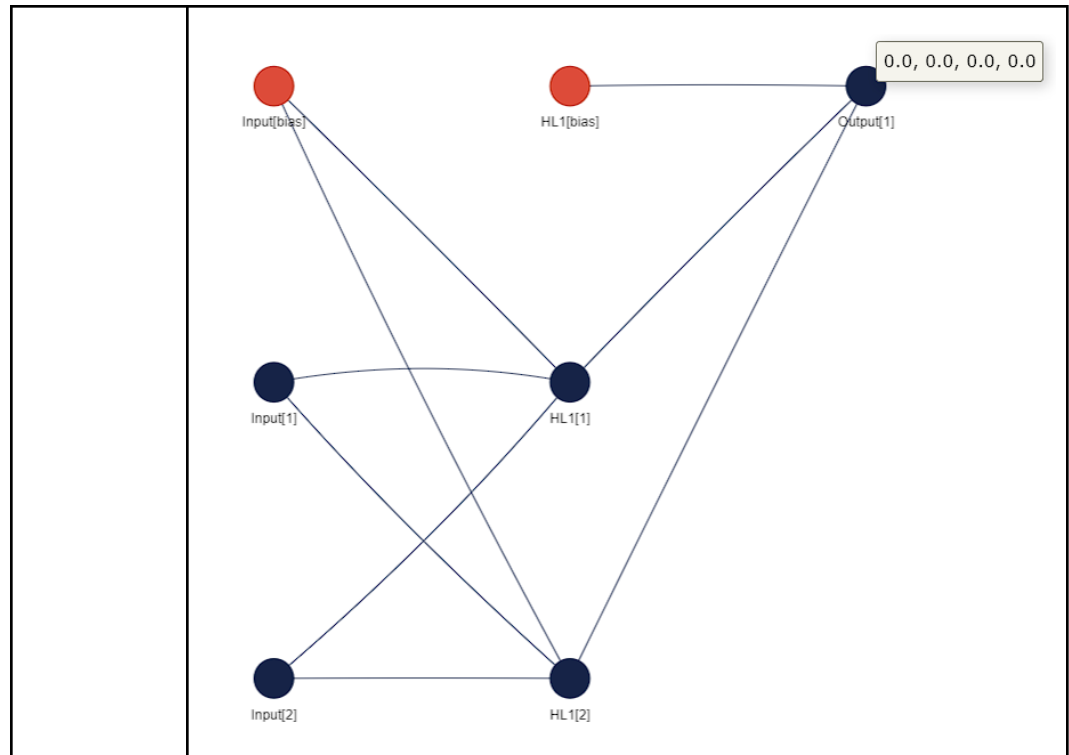 0.0, 0.0, 0.0, 0.0
Input[bias]
HL1[bias]
Output[1]
Input[1]
HL1[1]
Input[2]
HL1[2]